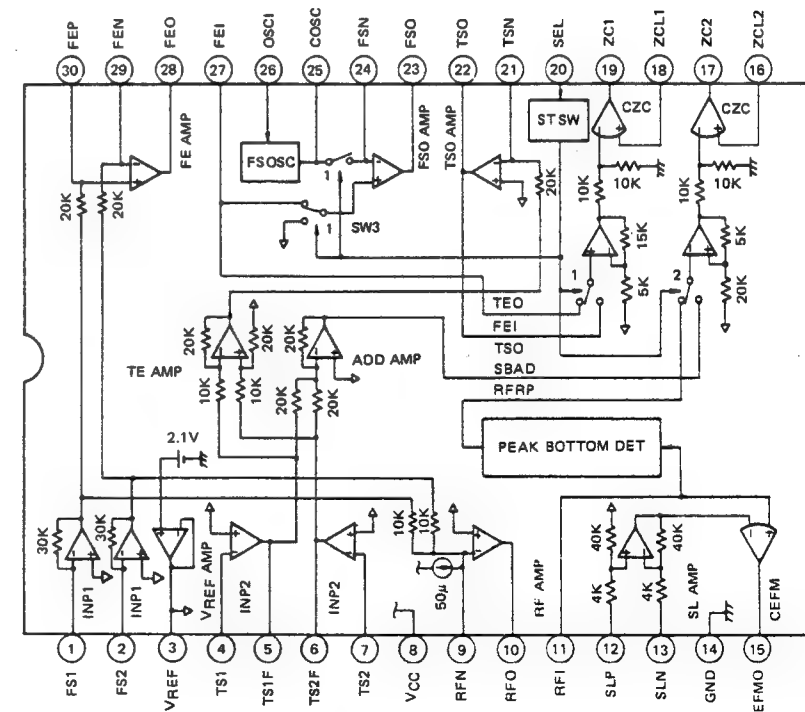 FEP
FEN
FEO
FEI
OSCI
COSC
FSN
FSO
TSO
TSN
SEL
ZC1
ZCL1
ZC2
ZCL2
30
29
28
27
26
25
24
23
22
21
20
19
18
17
16
FE AMP
FSOSC
1
FSO AMP
TSO AMP
STSW
CZC
CZC
10K
10K
10K
10K
20K
20K
1
SW3
20K
15K
5K
5K
20K
1
2
TEO
FEI
TSO
SBAD
RFRP
20K
20K
20K
TE AMP
ADD AMP
10K
10K
20K
20K
2.1V
PEAK BOTTOM DET
30K
30K
10K
10K
40K
40K
4K
4K
50μ
INP1
INP1
VREF AMP
INP2
INP2
RF AMP
SL AMP
CEFM
1
2
3
4
5
6
7
8
9
10
11
12
13
14
15
FS1
FS2
VREF
TS1
TS1F
TS2F
TS2
VCC
RFN
RFO
RFI
SLP
SLN
GND
EFMO